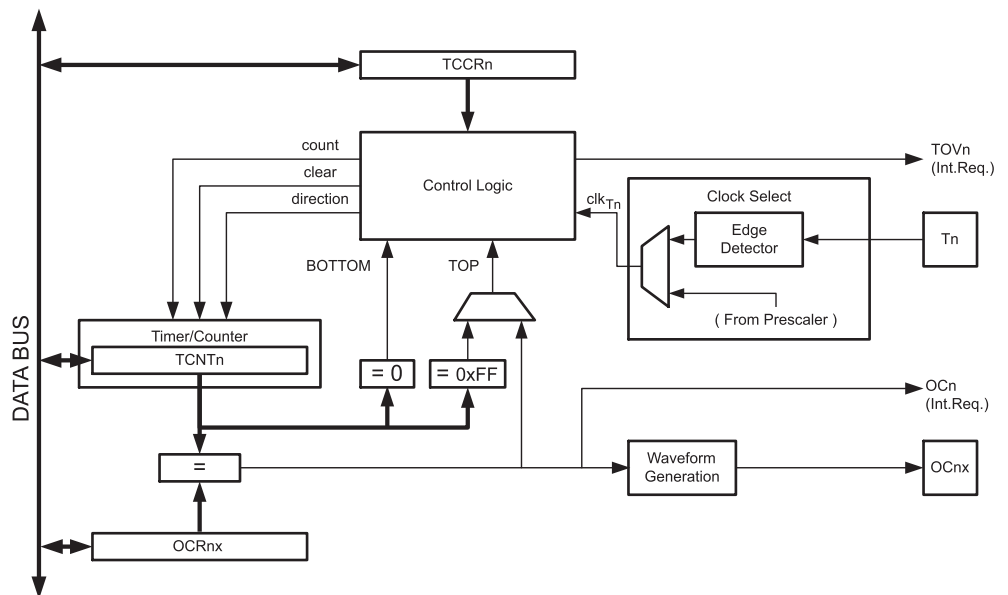 TCCRn
count
clear
direction
Control Logic
TOVn
(Int.Req.)
clkTn
Clock Select
Edge
Detector
Tn
( From Prescaler )
BOTTOM
TOP
Timer/Counter
TCNTn
= 0
= 0xFF
DATA BUS
OCn
(Int.Req.)
=
Waveform
Generation
OCnx
OCRnx